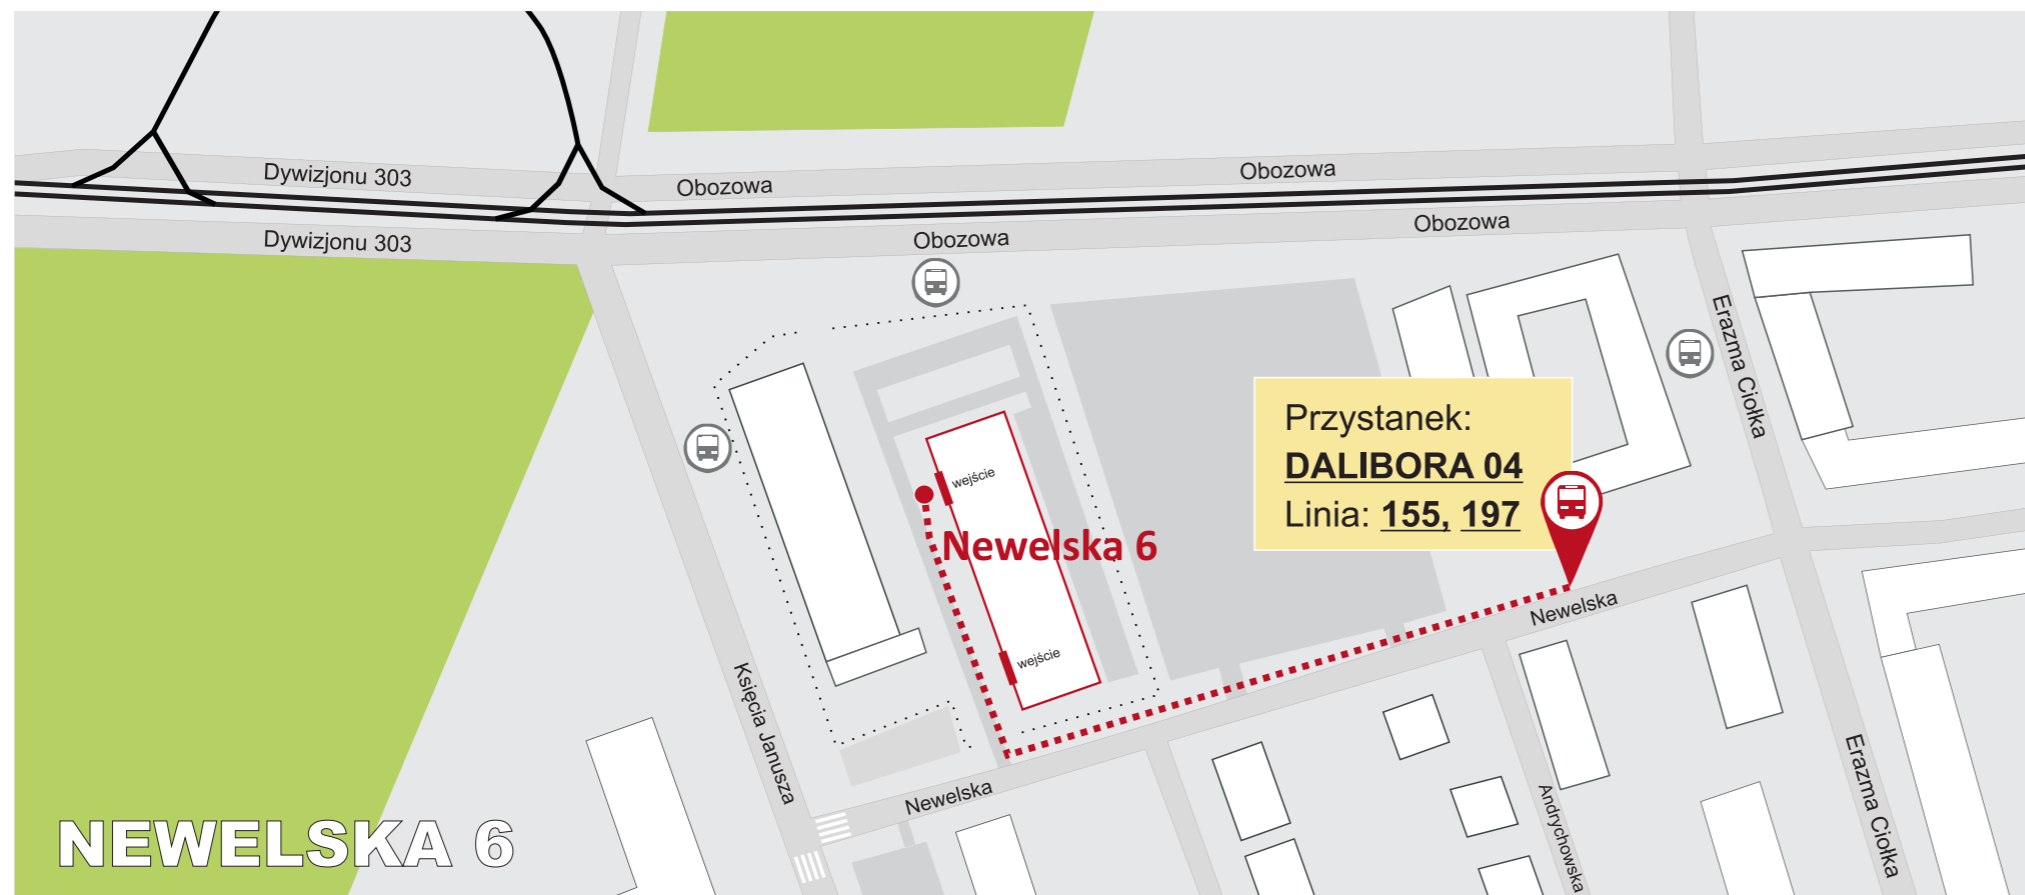 Dywizjonu 303
Obozowa
Obozowa
Dywizjonu 303
Obozowa
Obozowa
Erazma Ciołka
Przystanek:
DALIBORA 04
Linia: 155, 197
wejście
Newelska 6
wejście
Newelska
Księcia Janusza
Newelska
Andrychowska
Erazma Ciołka
NEWELSKA 6